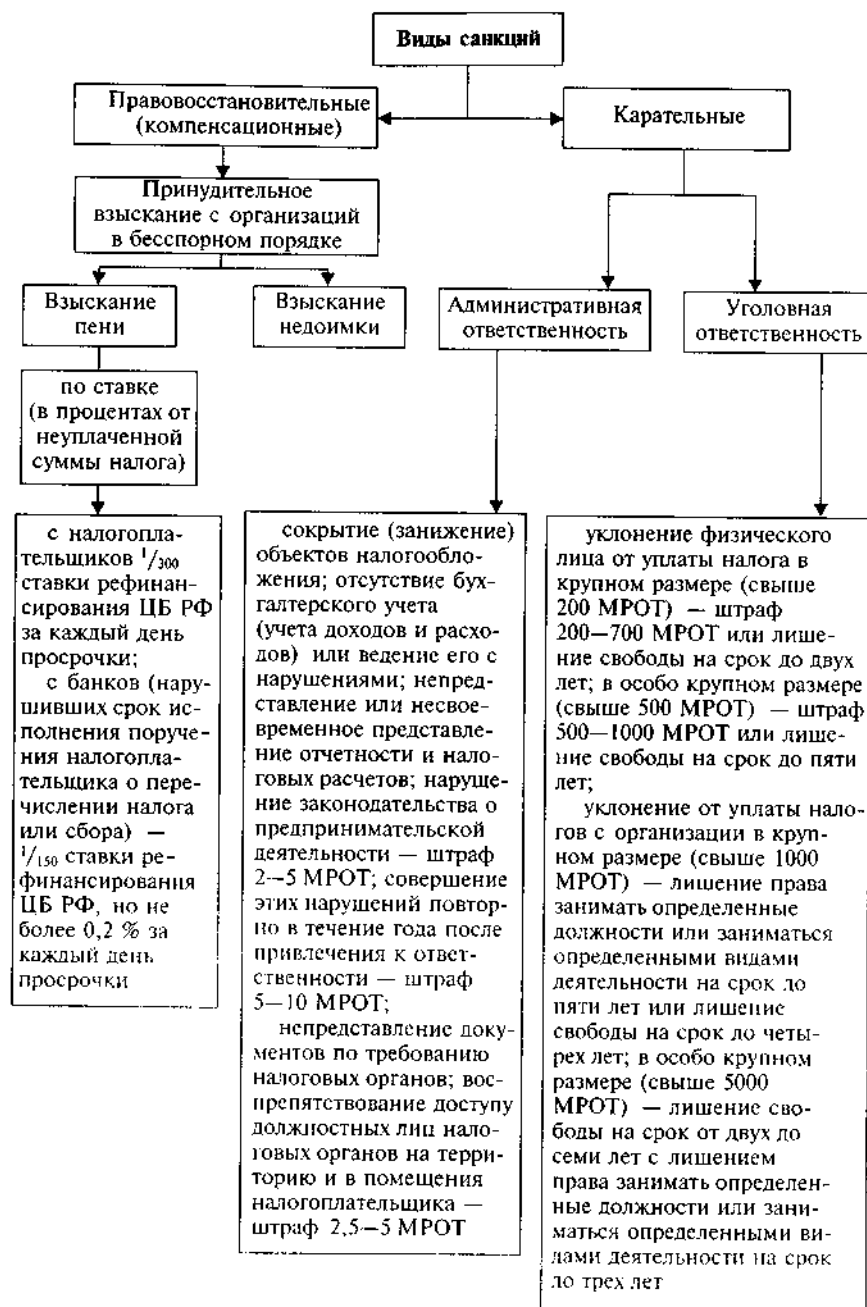 Виды санкций
Правовосстановительные
(компенсационные)
Карательные
Принудительное
взыскание с организаций
в бесспорном порядке
Взыскание
пени
Взыскание
недоимки
Административная
ответственность
Уголовная
ответственность
по ставке
(в процентах от
неуплаченной
суммы налога)
с налогопла-
тельщиков 1/300
ставки рефинан-
сирования ЦБ РФ
за каждый день
просрочки;
с банков (нару-
шивших срок ис-
полнения поруче-
ния налогопла-
тельщика о пере-
числении налога
или сбора) —
1/150 ставки ре-
финансирования
ЦБ РФ, но не
более 0,2 % за
каждый день
просрочки
сокрытие (занижение)
объектов налогообло-
жения; отсутствие бух-
галтерского учета
(учета доходов и расхо-
дов) или ведение его с
нарушениями; непред-
ставление или несвое-
временное представле-
ние отчетности и нало-
говых расчетов; наруше-
ние законодательства о
предпринимательской
деятельности — штраф
2—5 МРОТ; совершение
этих нарушений повтор-
но в течение года после
привлечения к ответ-
ственности — штраф
5—10 МРОТ;
непредставление доку-
ментов по требованию
налоговых органов; вос-
препятствование доступу
должностных лиц нало-
говых органов на терри-
торию и в помещения
налогоплательщика —
штраф 2,5—5 МРОТ
уклонение физического
лица от уплаты налога в
крупном размере (свыше
200 МРОТ) — штраф
200—700 МРОТ или лише-
ние свободы на срок до двух
лет; в особо крупном размере
(свыше 500 МРОТ) — штраф
500—1000 МРОТ или лише-
ние свободы на срок до пяти
лет;
уклонение от уплаты нало-
гов с организации в круп-
ном размере (свыше 1000
МРОТ) — лишение права
занимать определенные
должности или заниматься
определенными видами
деятельности на срок до
пяти лет или лишение
свободы на срок до четы-
рех лет; в особо крупном
размере (свыше 5000
МРОТ) — лишение сво-
боды на срок от двух до
семи лет с лишением
права занимать определен-
ные должности или зани-
маться определенными ви-
дами деятельности на срок
до трех лет